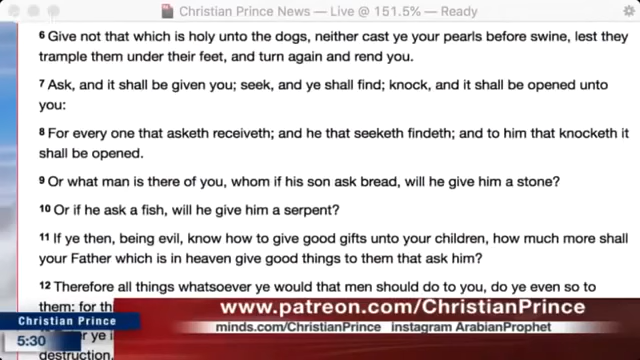 Christian Prince News — Live @ 151.5% — Ready
6 Give not that which is holy unto the dogs, neither cast ye your pearls before swine, lest they
trample them under their feet, and turn again and rend you.
7 Ask, and it shall be given you; seek, and ye shall find; knock, and it shall be opened unto
you:
8 For every one that asketh receiveth; and he that seeketh findeth; and to him that knocketh it
shall be opened.
9 Or what man is there of you, whom if his son ask bread, will he give him a stone?
10 Or if he ask a fish, will he give him a serpent?
11 If ye then, being evil, know how to give good gifts unto your children, how much more shall
your Father which is in heaven give good things to them that ask him?
12 Therefore all things whatsoever ye would that men should do to you, do ye even so to
them: for th
www.patreon.com/ChristianPrince
Christian Prince
minds.com/ChristianPrince instagram ArabianProphet
5:30
destruction,